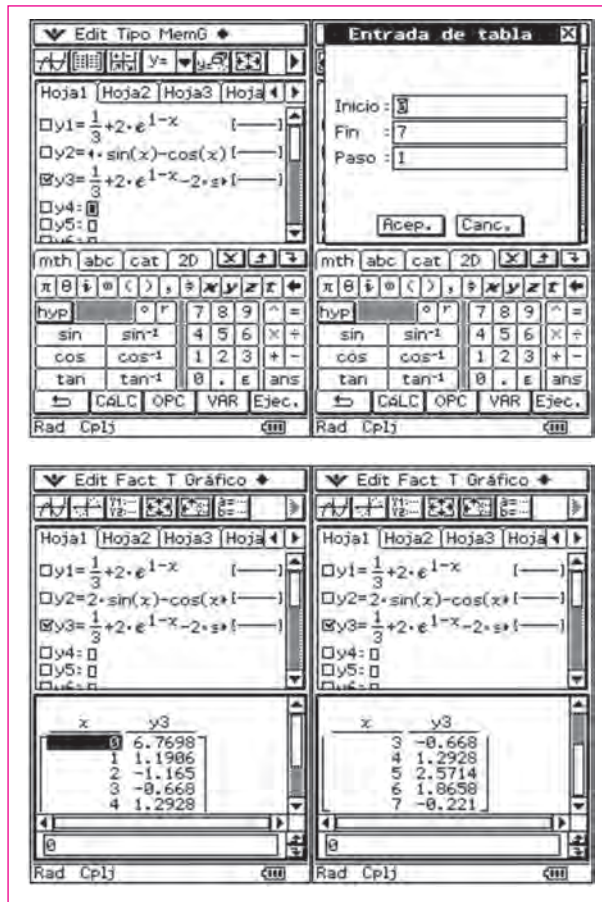 Edit Tipo MemG
y=
Hoja1 Hoja2 Hoja3 Hoja
y1=1/3+2·e^1-x [—]
y2= · sin(x)-cos(x) [—]
y3=1/3+2·e^1-x-2·s [—]
y4:
y5:
mth abc cat 2D
π θ i ∞ ( ) , x y z t
hyp ° r 7 8 9 ^ =
sin sin-1 4 5 6 × ÷
cos cos-1 1 2 3 + -
tan tan-1 0 . E ans
CALC OPC VAR Ejec.
Rad Cplj
Entrada de tabla X
Inicio : 0
Fin : 7
Paso : 1
Acep. Canc.
mth abc cat 2D
π θ i ∞ ( ) , x y z t
hyp ° r 7 8 9 ^ =
sin sin-1 4 5 6 × ÷
cos cos-1 1 2 3 + -
tan tan-1 0 . E ans
CALC OPC VAR Ejec.
Rad Cplj
Edit Fact T Gráfico
Hoja1 Hoja2 Hoja3 Hoja
y1=1/3+2·e^1-x [—]
y2=2·sin(x)-cos(x [—]
y3=1/3+2·e^1-x-2·s [—]
y4:
y5:
x y3
0 6.7698
1 1.1906
2 -1.165
3 -0.668
4 1.2928
0
Rad Cplj
Edit Fact T Gráfico
Hoja1 Hoja2 Hoja3 Hoja
y1=1/3+2·e^1-x [—]
y2=2·sin(x)-cos(x [—]
y3=1/3+2·e^1-x-2·s [—]
y4:
y5:
x y3
3 -0.668
4 1.2928
5 2.5714
6 1.8658
7 -0.221
0
Rad Cplj